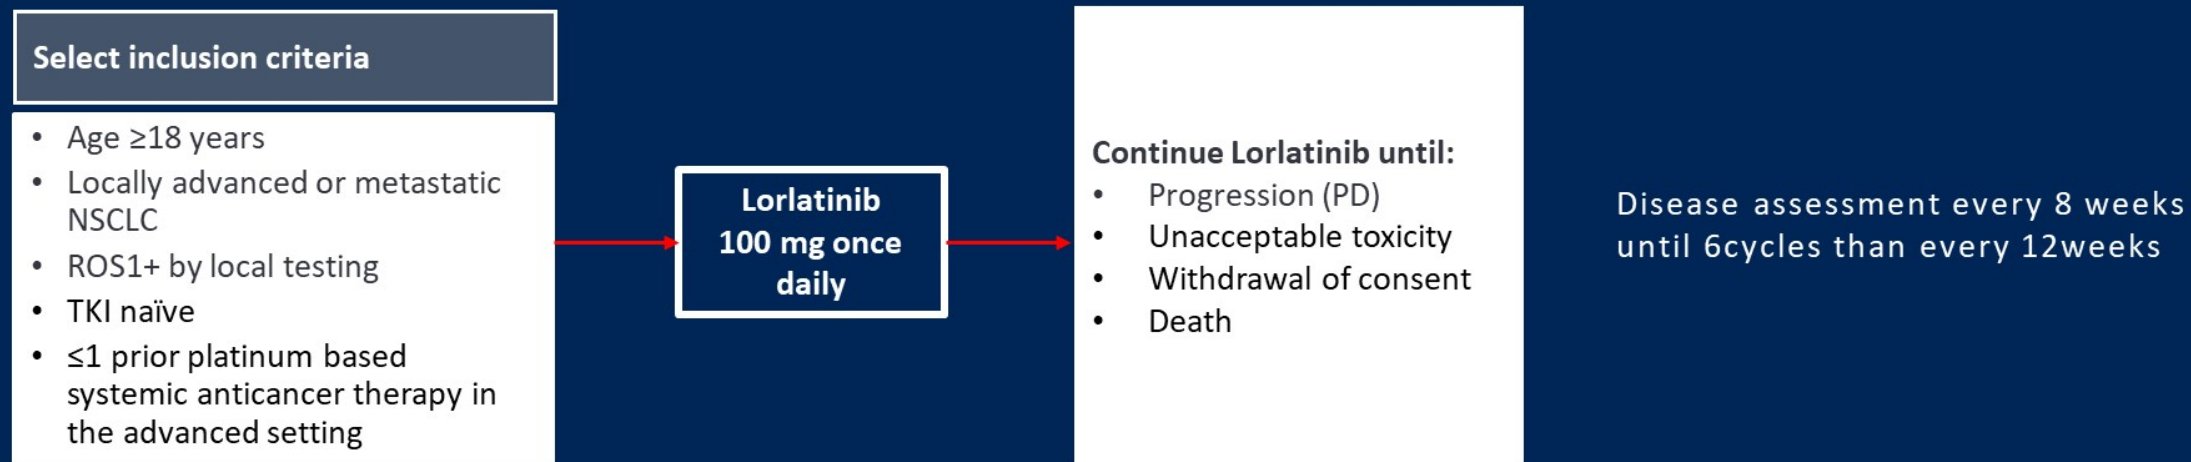 Select inclusion criteria
• Age ≥18 years
• Locally advanced or metastatic
NSCLC
• ROS1+ by local testing
• TKI naïve
• ≤1 prior platinum based
systemic anticancer therapy in
the advanced setting
Lorlatinib
100 mg once
daily
Continue Lorlatinib until:
• Progression (PD)
• Unacceptable toxicity
• Withdrawal of consent
• Death
Disease assessment every 8 weeks
until 6cycles than every 12weeks